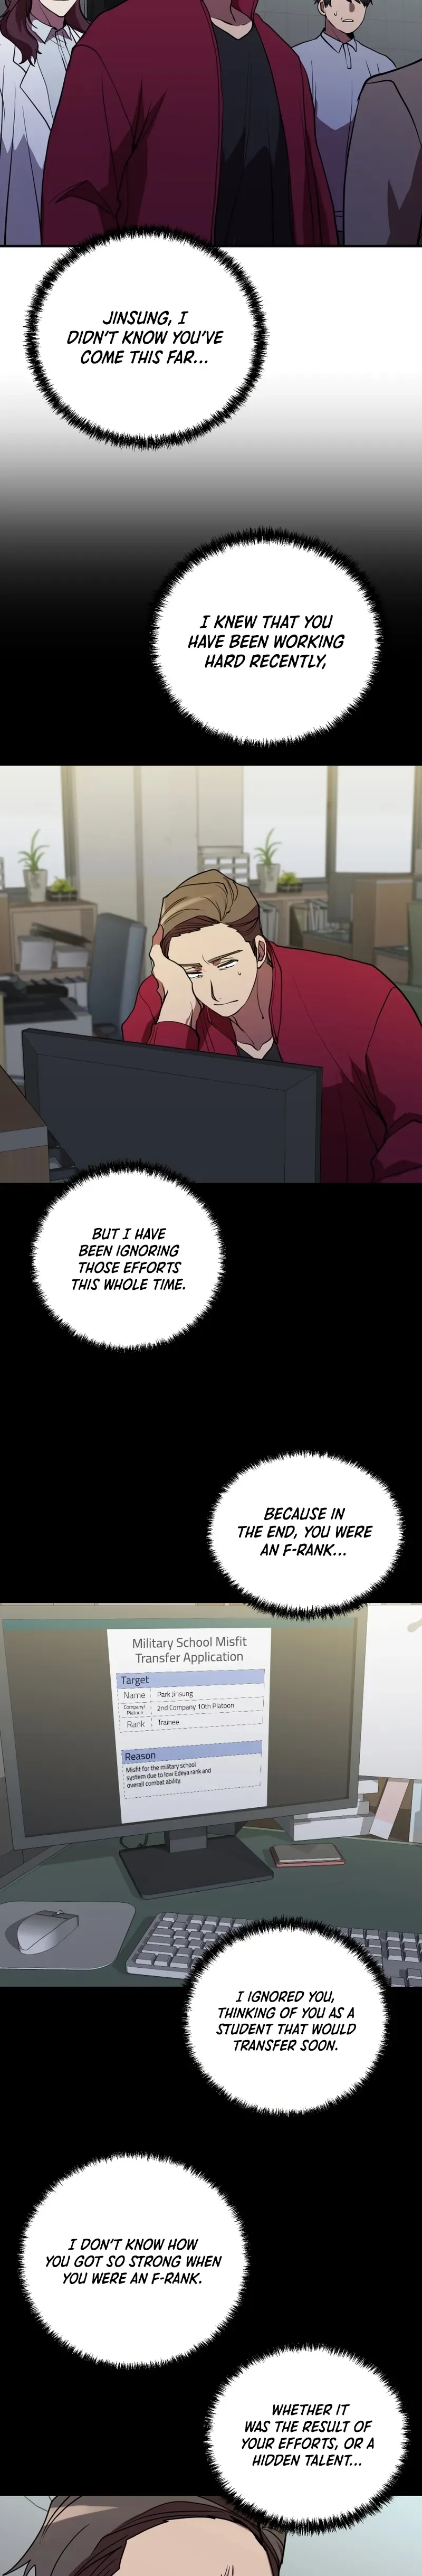 JINSUNG, I
DIDN'T KNOW YOU'VE
COME THIS FAR...
I KNEW THAT YOU
HAVE BEEN WORKING
HARD RECENTLY,
BUT I HAVE
BEEN IGNORING
THOSE EFFORTS
THIS WHOLE TIME.
BECAUSE IN
THE END, YOU WERE
AN F-RANK...
Military School Misfit
Transfer Application
Target
Name Park Jinsung
Company/
Platoon 2nd Company 10th Platoon
Rank Trainee
Reason
Misfit for the military school
system due to low Edeya rank and
overall combat ability.
I IGNORED YOU,
THINKING OF YOU AS A
STUDENT THAT WOULD
TRANSFER SOON.
I DON'T KNOW HOW
YOU GOT SO STRONG WHEN
YOU WERE AN F-RANK.
WHETHER IT
WAS THE RESULT OF
YOUR EFFORTS, OR A
HIDDEN TALENT...